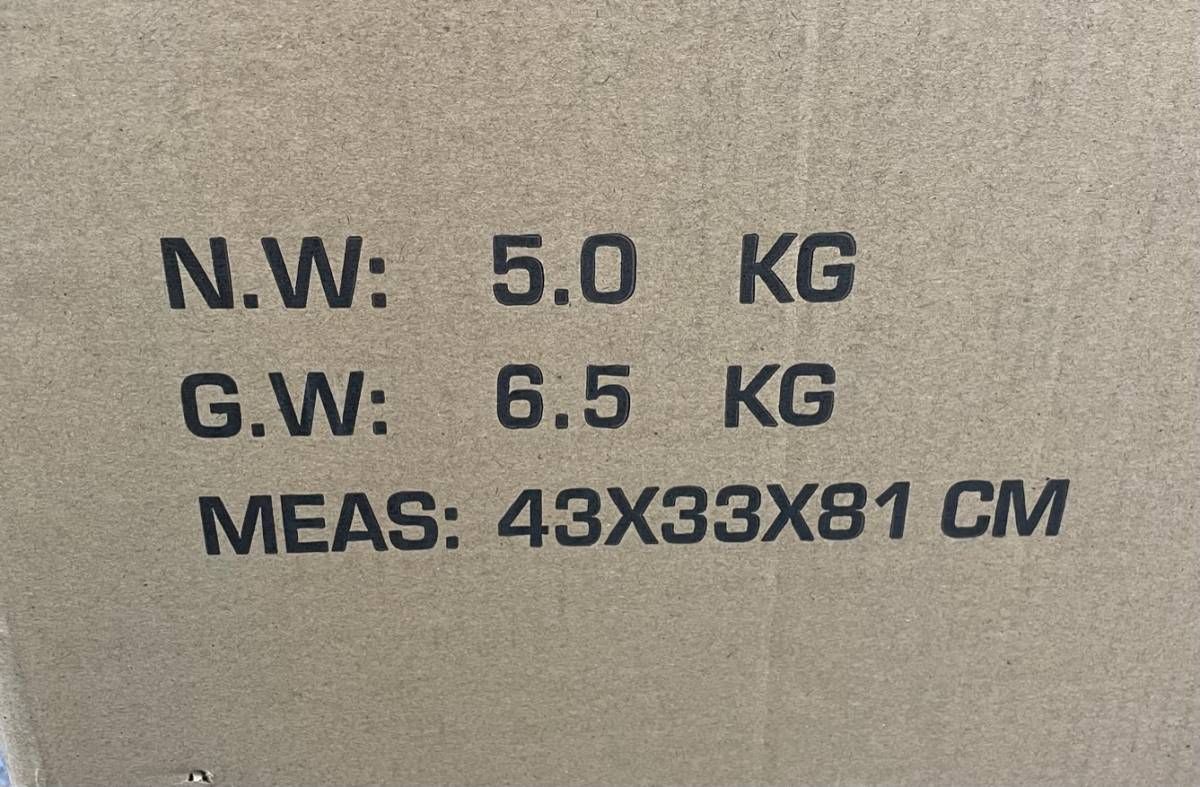 N.W: 5.0 KG
G.W: 6.5 KG
MEAS: 43X33X81 CM